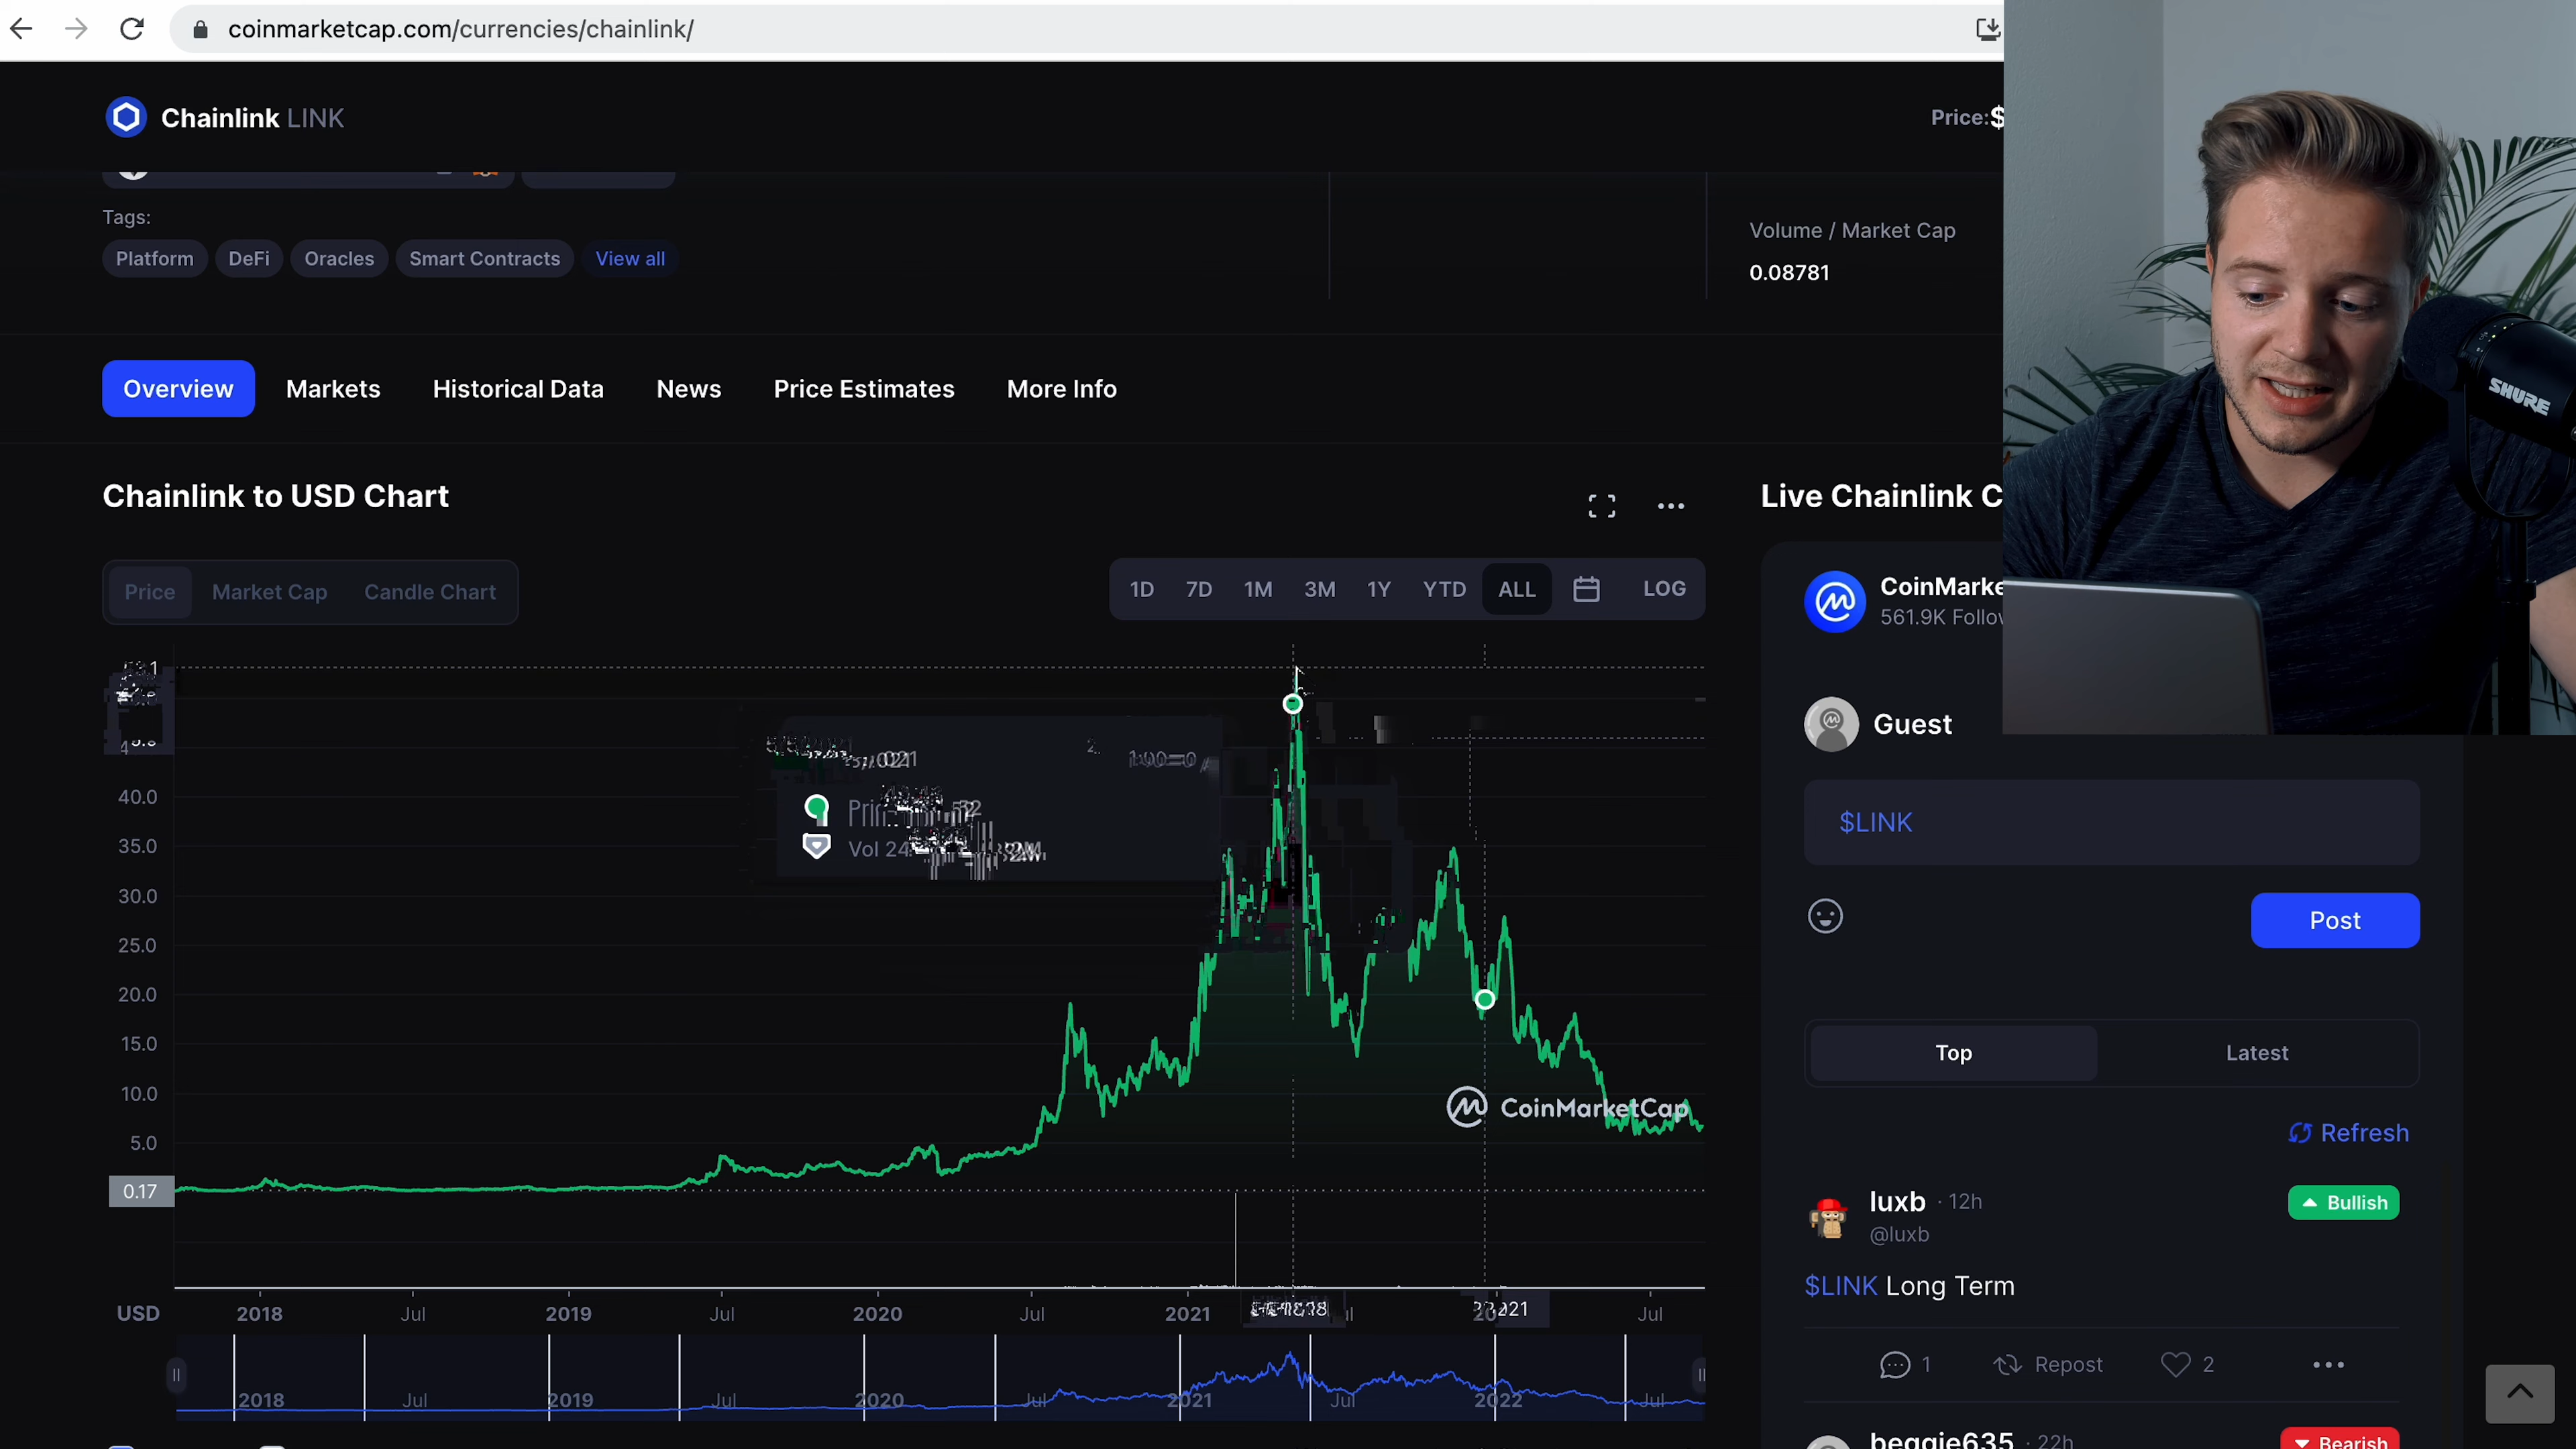 coinmarketcap.com/currencies/chainlink/
Chainlink LINK
Price:$
Tags:
Platform
DeFi
Oracles
Smart Contracts
View all
Volume / Market Cap
0.08781
Overview
Markets
Historical Data
News
Price Estimates
More Info
Chainlink to USD Chart
Price
Market Cap
Candle Chart
1D
7D
1M
3M
1Y
YTD
ALL
LOG
40.0
35.0
30.0
25.0
20.0
15.0
10.0
5.0
0.17
Vol 24
CoinMarketCap
USD
2018
Jul
2019
Jul
2020
Jul
2021
Jul
2018
Jul
2019
Jul
2020
Jul
2021
Jul
2022
Jul
Live Chainlink C
CoinMarke
561.9K Follow
Guest
$LINK
Post
Top
Latest
Refresh
luxb · 12h
Bullish
@luxb
$LINK Long Term
1
Repost
2
beggie635 · 22h
Bearish
SHURE